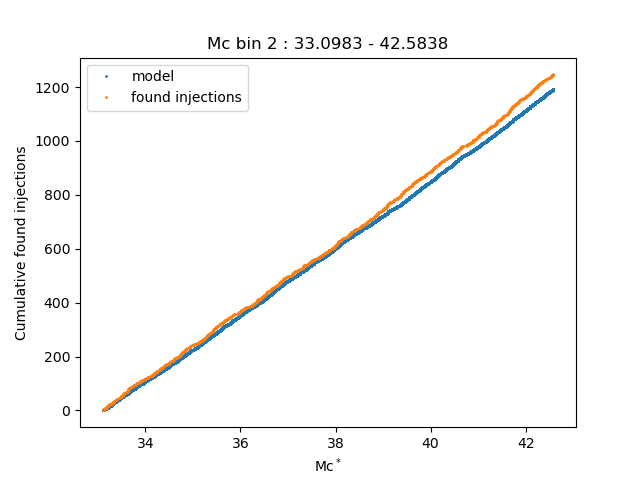 Mc bin 2 : 33.0983 - 42.5838
model
found injections
Cumulative found injections
1200
1000
800
600
400
200
0
34 36 38 40 42
Mc*